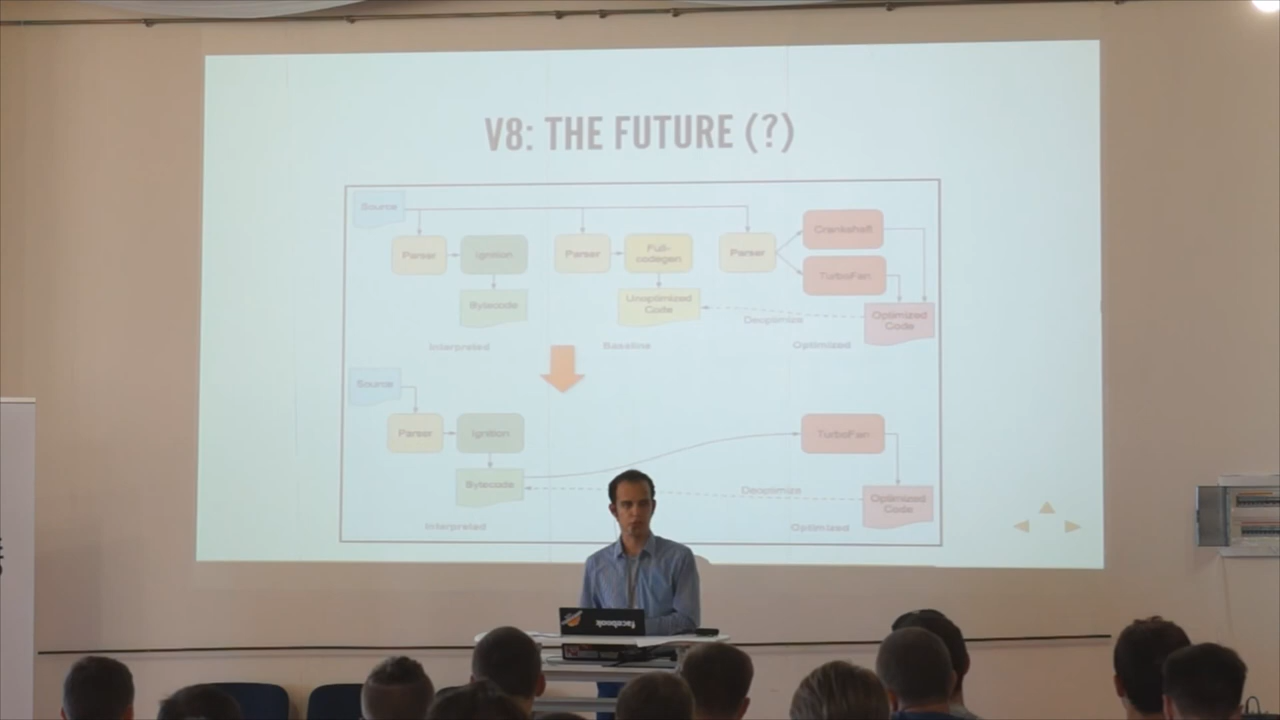 V8: THE FUTURE (?)
Source
Parser
Ignition
Parser
Full-
codegen
Parser
Crankshaft
TurboFan
Bytecode
Unoptimized
Code
Deoptimize
Optimized
Code
Interpreted
Baseline
Optimized
Source
Parser
Ignition
TurboFan
Bytecode
Deoptimize
Optimized
Code
Interpreted
Optimized
facebook